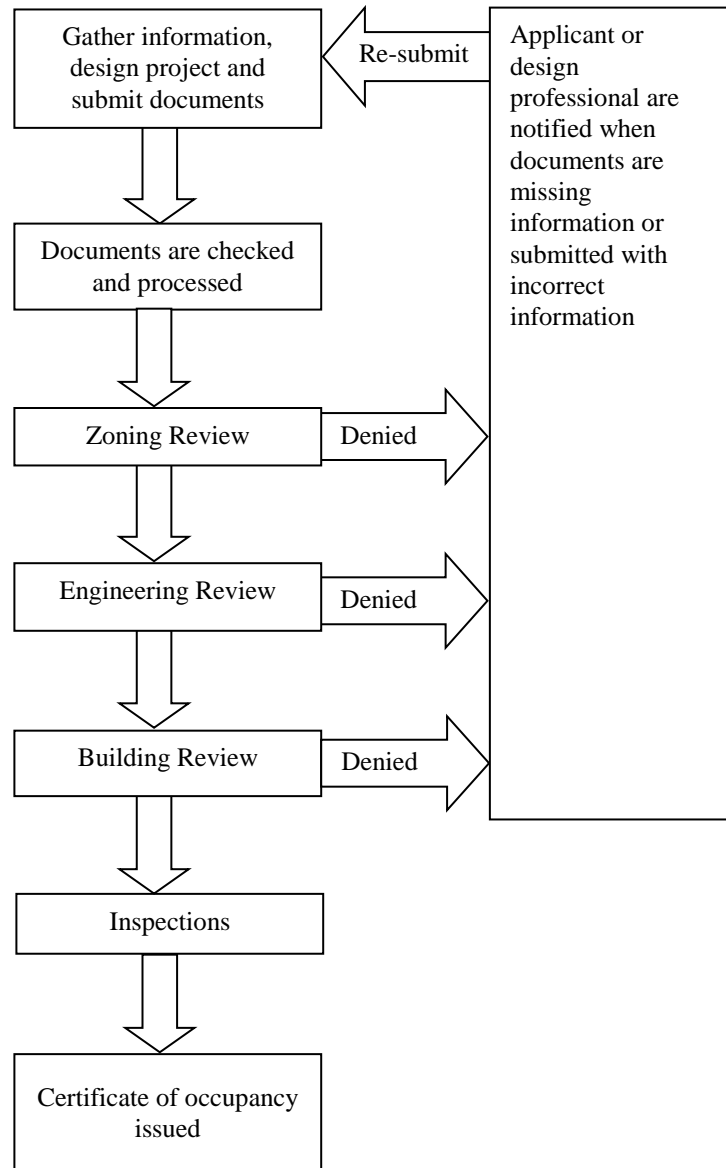 Gather information,
design project and
submit documents
Re-submit
Applicant or
design
professional are
notified when
documents are
missing
information or
submitted with
incorrect
information
Documents are checked
and processed
Zoning Review
Denied
Engineering Review
Denied
Building Review
Denied
Inspections
Certificate of occupancy
issued